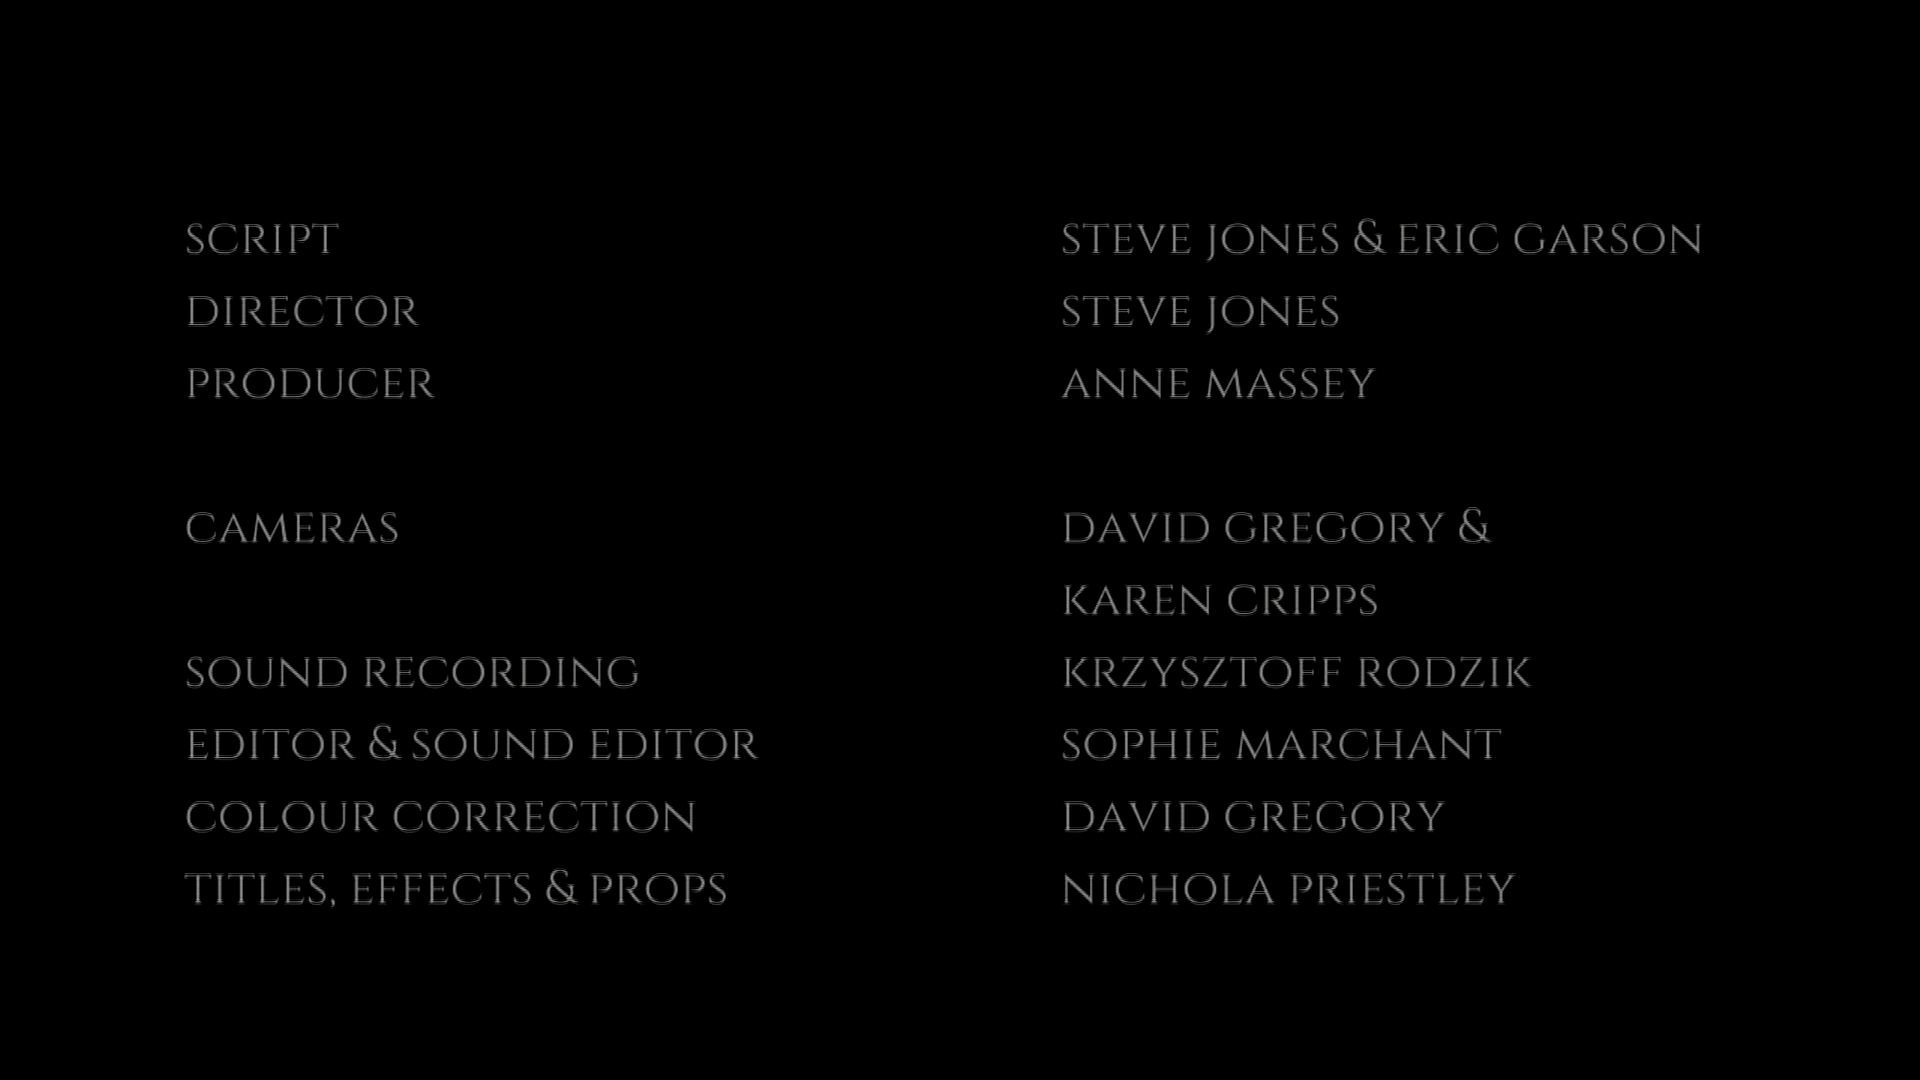 SCRIPT STEVE JONES & ERIC GARSON
DIRECTOR STEVE JONES
PRODUCER ANNE MASSEY
CAMERAS DAVID GREGORY &
KAREN CRIPPS
SOUND RECORDING KRZYSZTOFF RODZIK
EDITOR & SOUND EDITOR SOPHIE MARCHANT
COLOUR CORRECTION DAVID GREGORY
TITLES, EFFECTS & PROPS NICHOLA PRIESTLEY